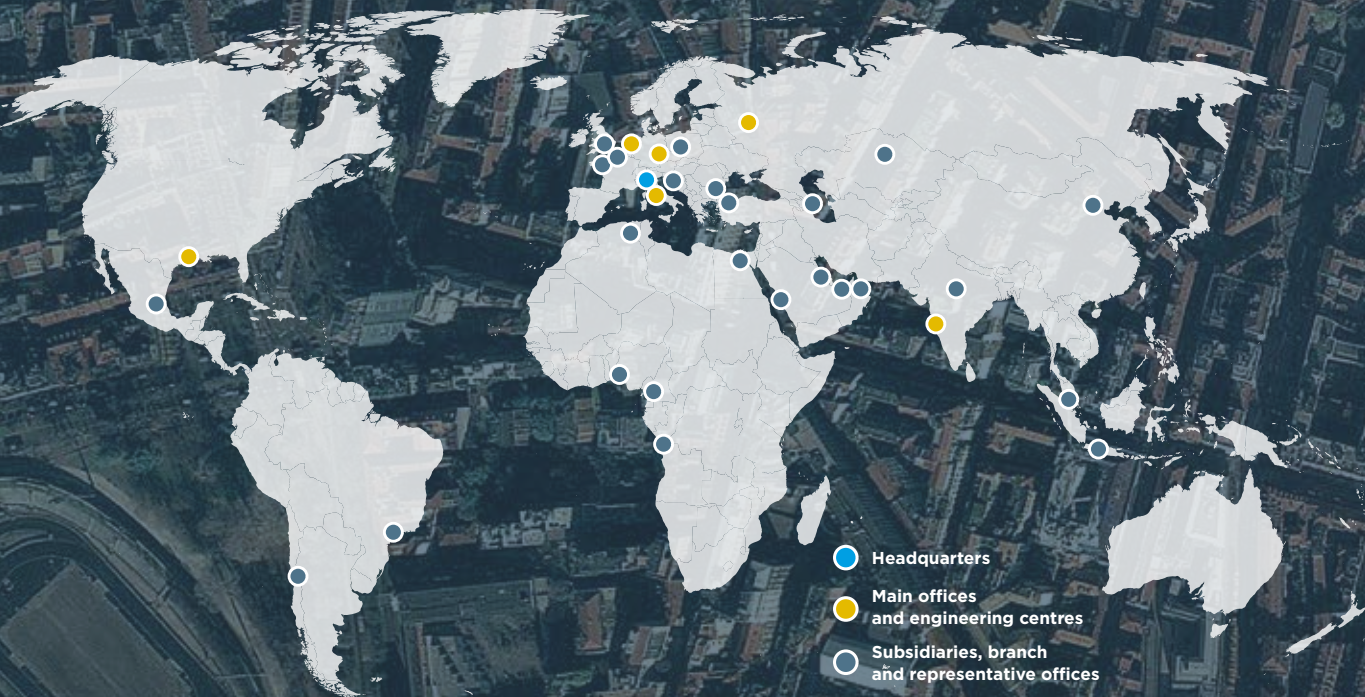 Headquarters
Main offices
and engineering centres
Subsidiaries, branch
and representative offices